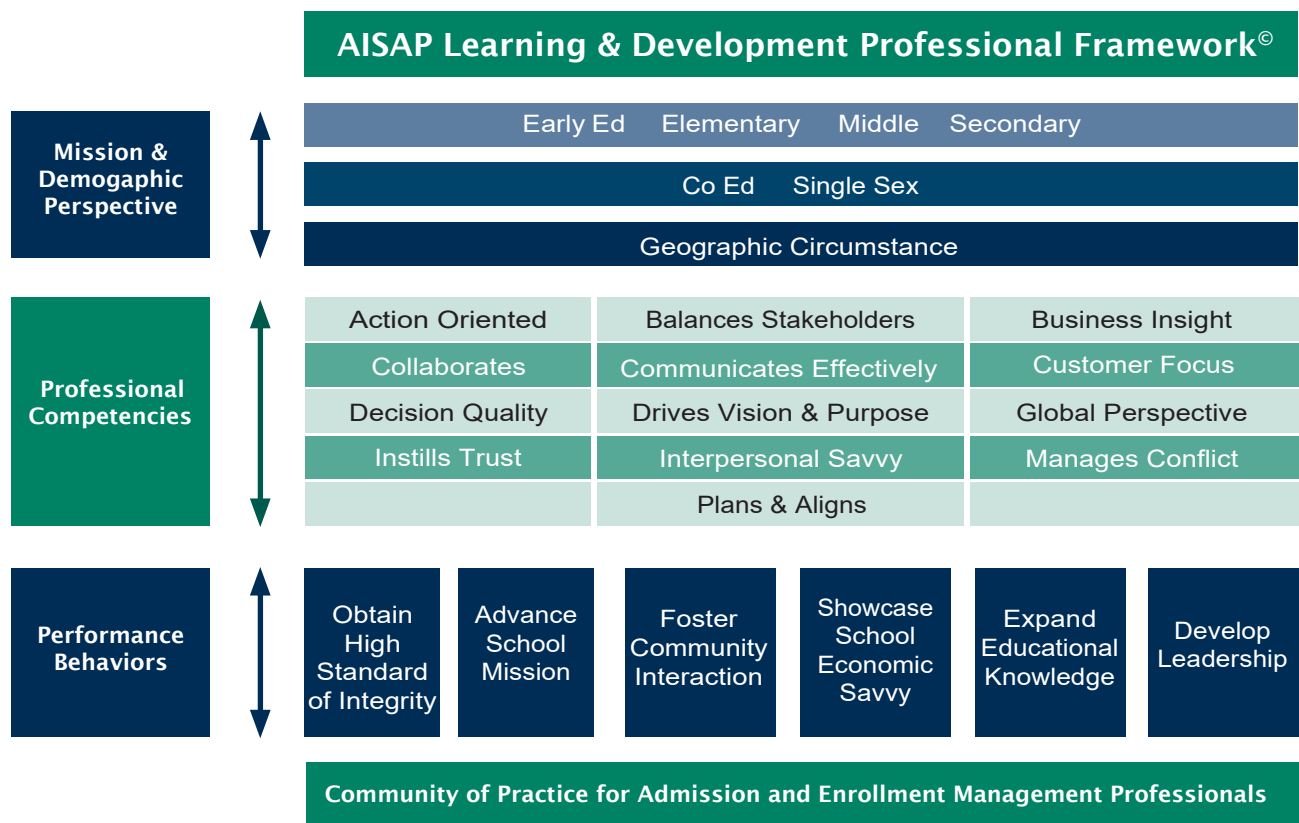 AISAP Learning & Development Professional Framework©
Mission &
Demogaphic
Perspective
Early Ed Elementary Middle Secondary
Co Ed Single Sex
Geographic Circumstance
Professional
Competencies
Action Oriented Balances Stakeholders Business Insight
Collaborates Communicates Effectively Customer Focus
Decision Quality Drives Vision & Purpose Global Perspective
Instills Trust Interpersonal Savvy Manages Conflict
Plans & Aligns
Performance
Behaviors
Obtain
High
Standard
of Integrity
Advance
School
Mission
Foster
Community
Interaction
Showcase
School
Economic
Savvy
Expand
Educational
Knowledge
Develop
Leadership
Community of Practice for Admission and Enrollment Management Professionals